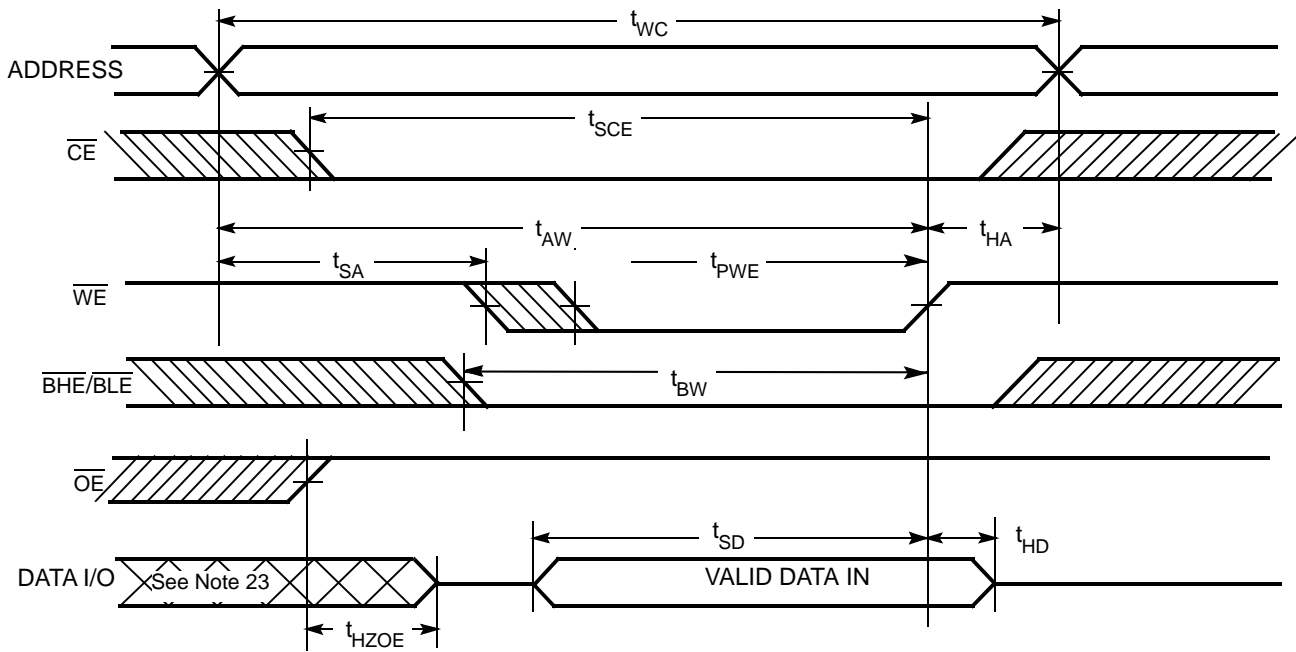 tWC
ADDRESS
tSCE
CE
tAW
tHA
tSA
tPWE
WE
BHE/BLE
tBW
OE
tSD
tHD
DATA I/O
See Note 23
VALID DATA IN
tHZOE